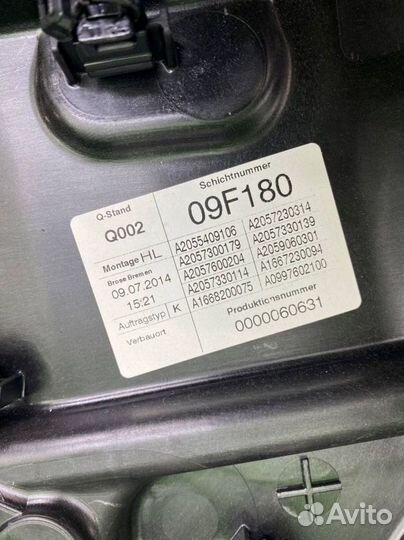 Q-Stand
Schichtnummer
Q002
09F180
Montage HL
A2055409106 A2057230314
Brose Bremen
A2057300179 A2057330139
09.07.2014
A2057600204 A2059060301
15:21
A2057330114 A1667230094
Auftragstyp K
A1668200075 A0997602100
Verbauort
Produktionsnummer
0000060631
Avito